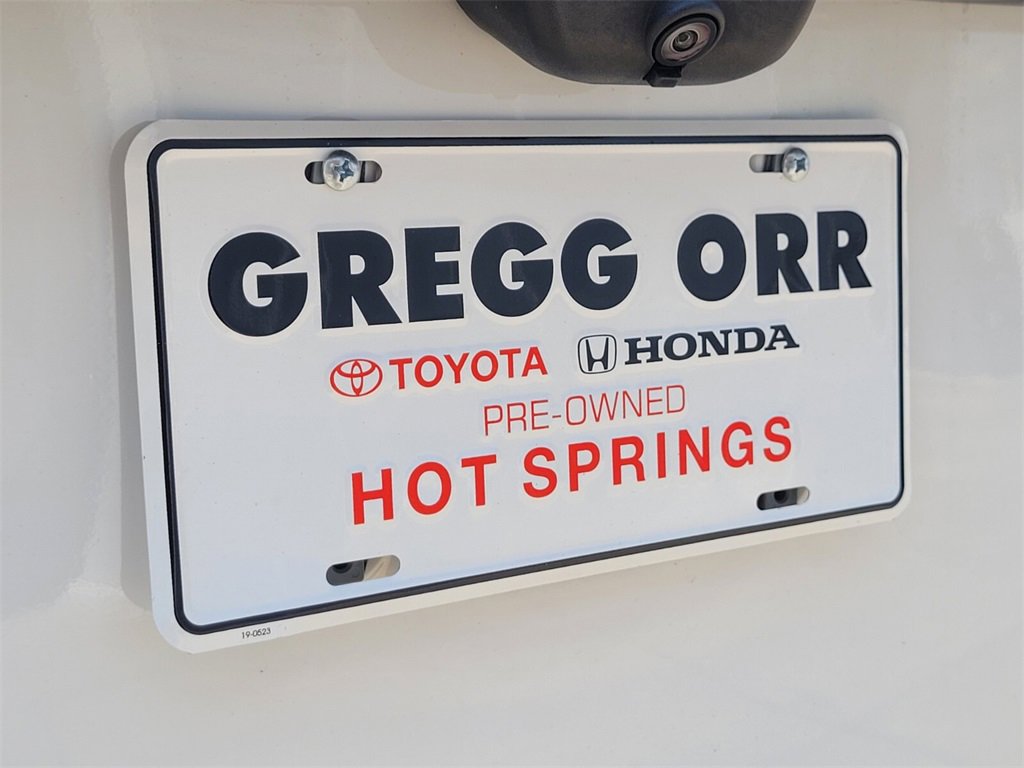 GREGG ORR
TOYOTA HONDA
PRE-OWNED
HOT SPRINGS
19-0523